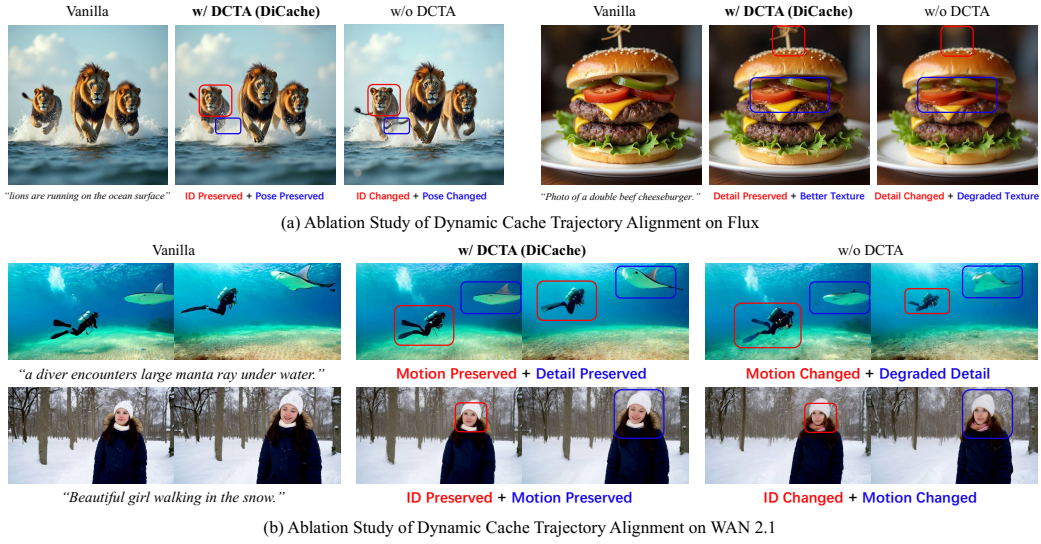 Vanilla
w/ DCTA (DiCache)
w/o DCTA
Vanilla
w/ DCTA (DiCache)
w/o DCTA
“lions are running on the ocean surface”
ID Preserved + Pose Preserved
ID Changed + Pose Changed
“Photo of a double beef cheeseburger.”
Detail Preserved + Better Texture
Detail Changed + Degraded Texture
(a) Ablation Study of Dynamic Cache Trajectory Alignment on Flux
Vanilla
w/ DCTA (DiCache)
w/o DCTA
“a diver encounters large manta ray under water.”
Motion Preserved + Detail Preserved
Motion Changed + Degraded Detail
“Beautiful girl walking in the snow.”
ID Preserved + Motion Preserved
ID Changed + Motion Changed
(b) Ablation Study of Dynamic Cache Trajectory Alignment on WAN 2.1